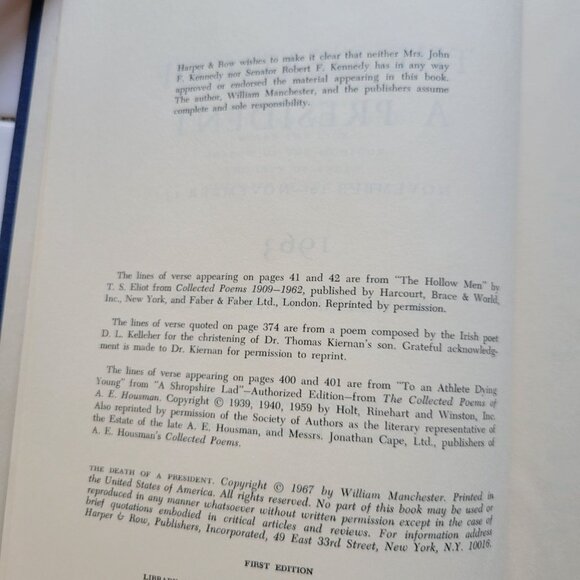 Harper & Row wishes to make it clear that neither Mrs. John
F. Kennedy nor Senator Robert F. Kennedy has in any way
approved or endorsed the material appearing in this book.
The author, William Manchester, and the publishers assume
complete and sole responsibility.
A PRESIDENT
1963
The lines of verse appearing on pages 41 and 42 are from "The Hollow Men" by
T. S. Eliot from Collected Poems 1909–1962, published by Harcourt, Brace & World,
Inc., New York, and Faber & Faber Ltd., London. Reprinted by permission.
The lines of verse quoted on page 374 are from a poem composed by the Irish poet
D. L. Kelleher for the christening of Dr. Thomas Kiernan's son. Grateful acknowledg-
ment is made to Dr. Kiernan for permission to reprint.
The lines of verse appearing on pages 400 and 401 are from "To an Athlete Dying
Young" from "A Shropshire Lad"—Authorized Edition—from The Collected Poems of
A. E. Housman. Copyright © 1939, 1940, 1959 by Holt, Rinehart and Winston, Inc.
Also reprinted by permission of the Society of Authors as the literary representative of
the Estate of the late A. E. Housman, and Messrs. Jonathan Cape, Ltd., publishers of
A. E. Housman's Collected Poems.
THE DEATH OF A PRESIDENT. Copyright © 1967 by William Manchester. Printed in
the United States of America. All rights reserved. No part of this book may be used or
reproduced in any manner whatsoever without written permission except in the case of
brief quotations embodied in critical articles and reviews. For information address
Harper & Row, Publishers, Incorporated, 49 East 33rd Street, New York, N.Y. 10016.
FIRST EDITION